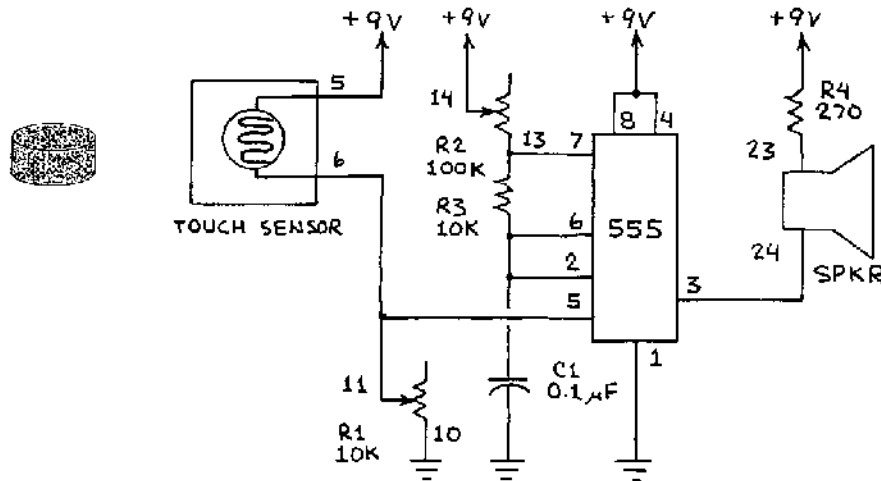 +9V
+9V
+9V
+9V
5
6
TOUCH SENSOR
14
R2
100K
13
7
R3
10K
6
2
5
8
4
555
3
1
R4
270
23
24
SPKR
11
R1
10K
10
C1
0.1μF